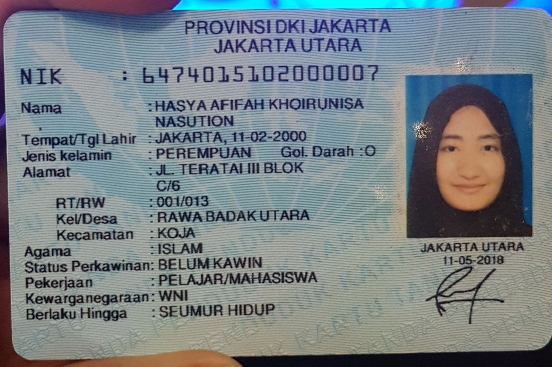 PROVINSI DKI JAKARTA
JAKARTA UTARA
NIK : 6474015102000007
Nama : HASYA AFIFAH KHOIRUNISA
NASUTION
Tempat/Tgl Lahir : JAKARTA, 11-02-2000
Jenis kelamin : PEREMPUAN Gol. Darah : O
Alamat : JL. TERATAI III BLOK
C/6
RT/RW : 001/013
Kel/Desa : RAWA BADAK UTARA
Kecamatan : KOJA
Agama : ISLAM
Status Perkawinan: BELUM KAWIN
Pekerjaan : PELAJAR/MAHASISWA
Kewarganegaraan: WNI
Berlaku Hingga : SEUMUR HIDUP
JAKARTA UTARA
11-05-2018